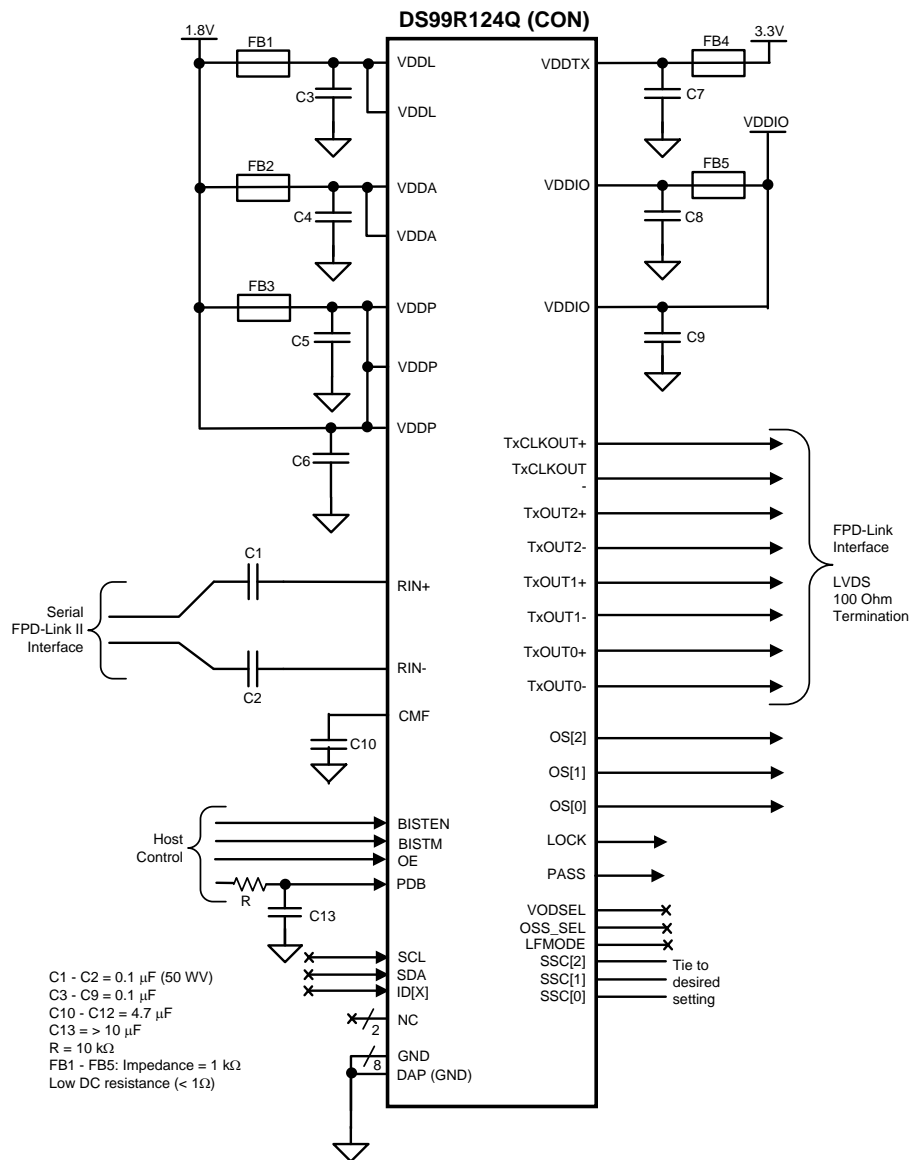 DS99R124Q (CON)
1.8V
FB1
C3
VDDL
VDDL
FB2
C4
VDDA
VDDA
FB3
C5
VDDP
VDDP
VDDP
C6
3.3V
FB4
VDDTX
C7
VDDIO
FB5
VDDIO
C8
VDDIO
C9
Serial
FPD-Link II
Interface
C1
C2
RIN+
RIN-
CMF
C10
TxCLKOUT+
TxCLKOUT
-
TxOUT2+
TxOUT2-
TxOUT1+
TxOUT1-
TxOUT0+
TxOUT0-
FPD-Link
Interface
LVDS
100 Ohm
Termination
OS[2]
OS[1]
OS[0]
LOCK
PASS
VODSEL
OSS_SEL
LFMODE
SSC[2]
SSC[1]
SSC[0]
Tie to
desired
setting
Host
Control
BISTEN
BISTM
OE
PDB
R
C13
SCL
SDA
ID[X]
NC
2
GND
8
DAP (GND)
C1 - C2 = 0.1 μF (50 WV)
C3 - C9 = 0.1 μF
C10 - C12 = 4.7 μF
C13 = > 10 μF
R = 10 kΩ
FB1 - FB5: Impedance = 1 kΩ
Low DC resistance (< 1Ω)